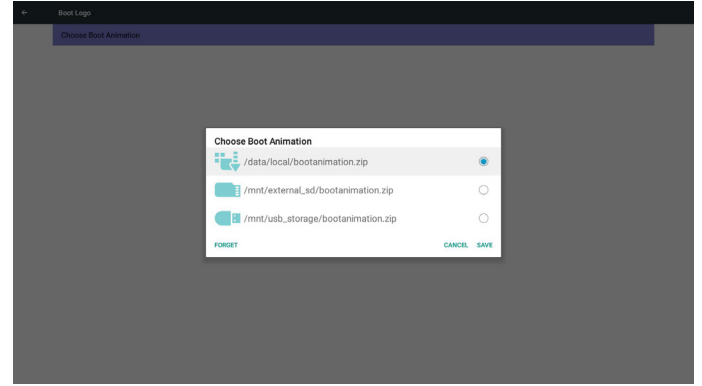 Boot Logo
Choose Boot Animation
Choose Boot Animation
/data/local/bootanimation.zip
/mnt/external_sd/bootanimation.zip
/mnt/usb_storage/bootanimation.zip
FORGET CANCEL SAVE